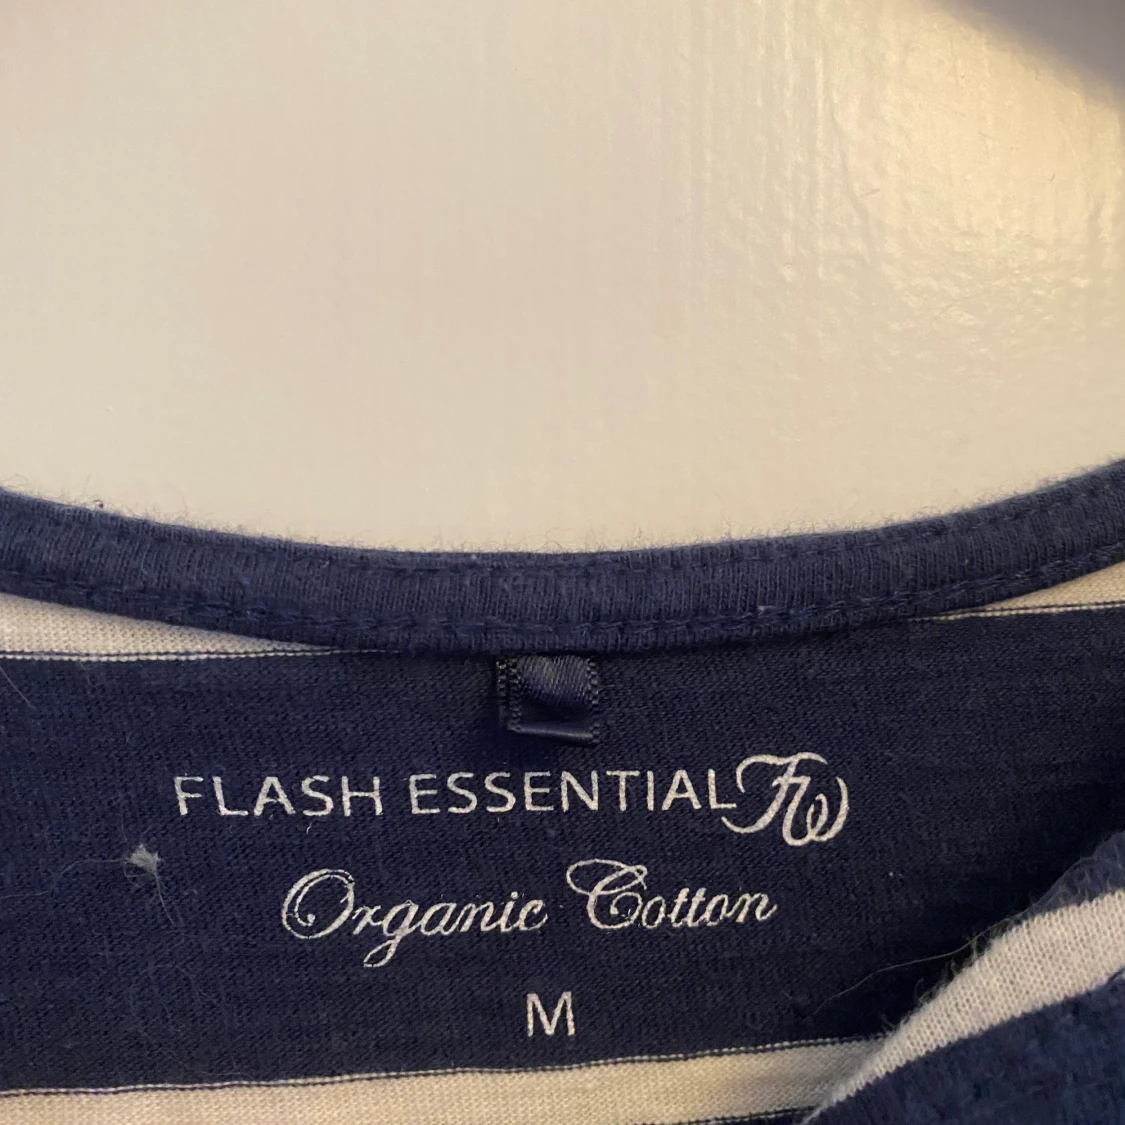 FLASH ESSENTIAL FW
Organic Cotton
M